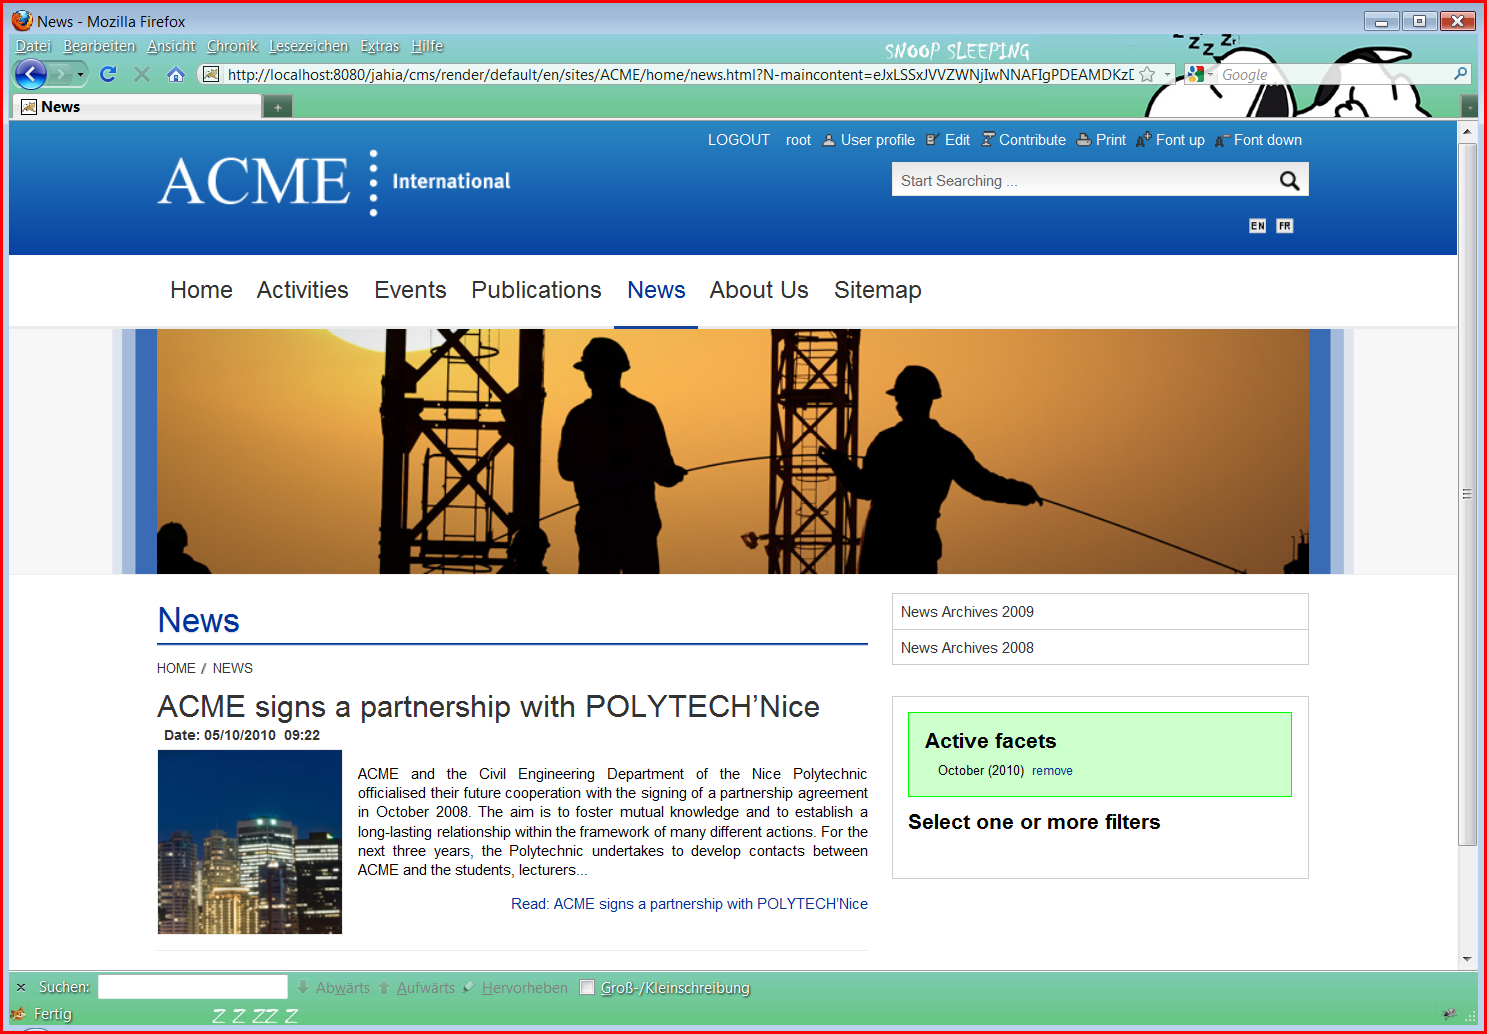 News - Mozilla Firefox
Datei Bearbeiten Ansicht Chronik Lesezeichen Extras Hilfe
SNOOP SLEEPING
Z Z Z
http://localhost:8080/jahia/cms/render/default/en/sites/ACME/home/news.html?N-maincontent=eJxLSSxJVVZWNjIwNNAFIgPDEAMDKzD
Google
News
LOGOUT root User profile Edit Contribute Print Font up Font down
ACME International
Start Searching ...
EN FR
Home Activities Events Publications News About Us Sitemap
News
HOME / NEWS
ACME signs a partnership with POLYTECH’Nice
Date: 05/10/2010 09:22
ACME and the Civil Engineering Department of the Nice Polytechnic
officialised their future cooperation with the signing of a partnership agreement
in October 2008. The aim is to foster mutual knowledge and to establish a
long-lasting relationship within the framework of many different actions. For the
next three years, the Polytechnic undertakes to develop contacts between
ACME and the students, lecturers...
Read: ACME signs a partnership with POLYTECH’Nice
News Archives 2009
News Archives 2008
Active facets
October (2010) remove
Select one or more filters
Suchen: Abwärts Aufwärts Hervorheben Groß-/Kleinschreibung
Fertig
Z Z ZZ Z